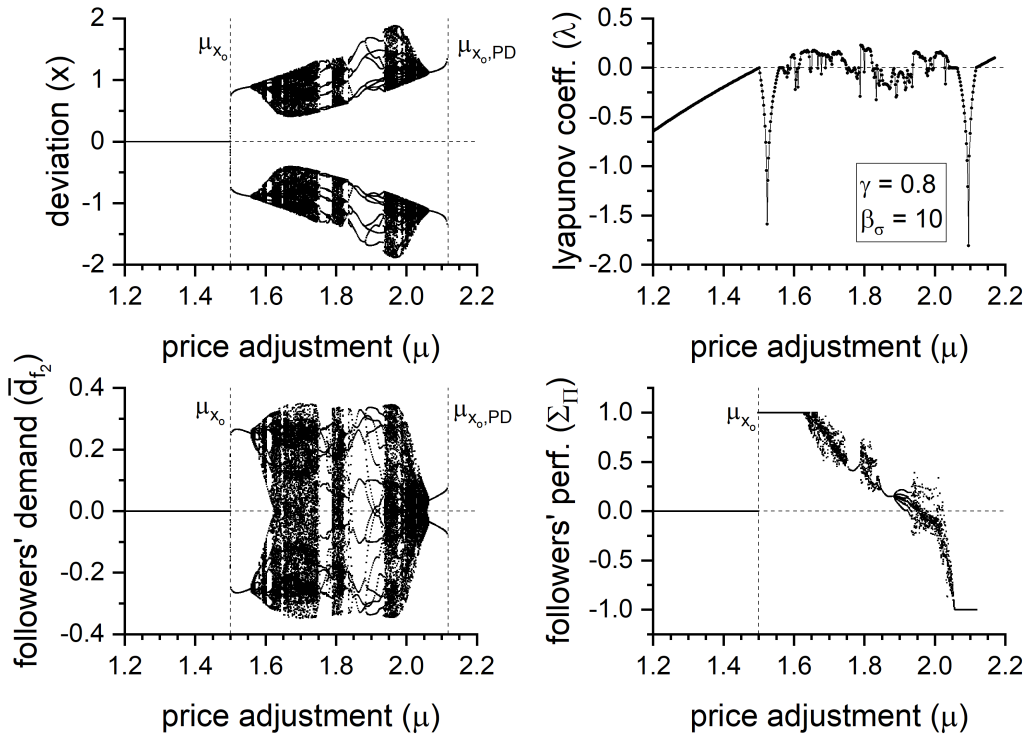 deviation (x)
2
1
0
-1
-2
μxₒ
μxₒ,PD
1.2 1.4 1.6 1.8 2.0 2.2
price adjustment (μ)
lyapunov coeff. (λ)
0.5
0.0
-0.5
-1.0
-1.5
-2.0
γ = 0.8
βσ = 10
1.2 1.4 1.6 1.8 2.0 2.2
price adjustment (μ)
followers' demand (d̄f₂)
0.4
0.2
0.0
-0.2
-0.4
μxₒ
μxₒ,PD
1.2 1.4 1.6 1.8 2.0 2.2
price adjustment (μ)
followers' perf. (ΣΠ)
1.0
0.5
0.0
-0.5
-1.0
μxₒ
1.2 1.4 1.6 1.8 2.0 2.2
price adjustment (μ)